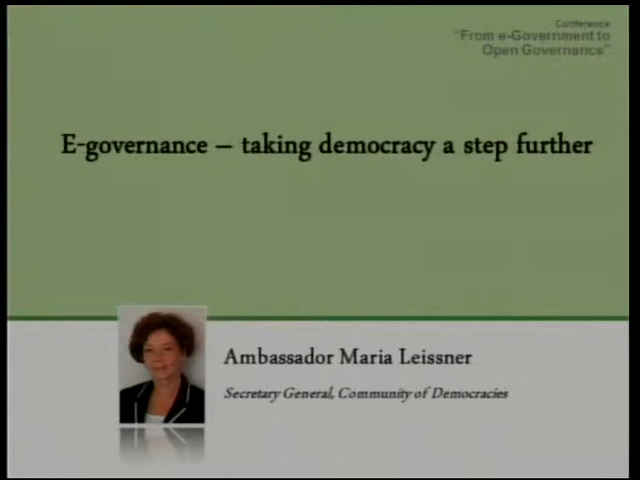 Conference
"From e-Government to
Open Governance"
E-governance – taking democracy a step further
Ambassador Maria Leissner
Secretary General, Community of Democracies